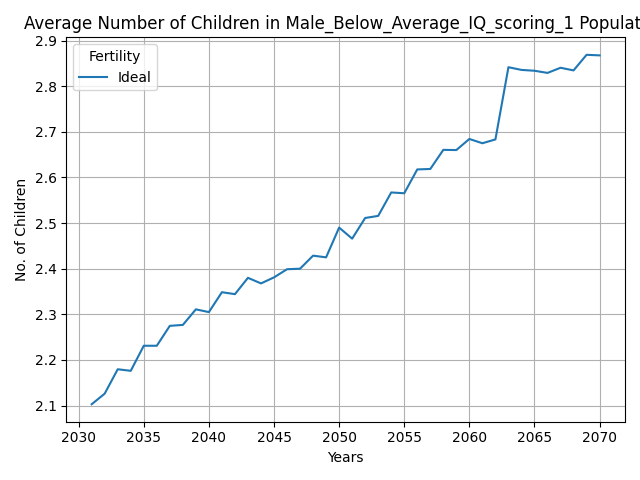 Average Number of Children in Male_Below_Average_IQ_scoring_1 Populat
2.9
2.8
2.7
2.6
2.5
2.4
2.3
2.2
2.1
No. of Children
Fertility
Ideal
2030 2035 2040 2045 2050 2055 2060 2065 2070
Years